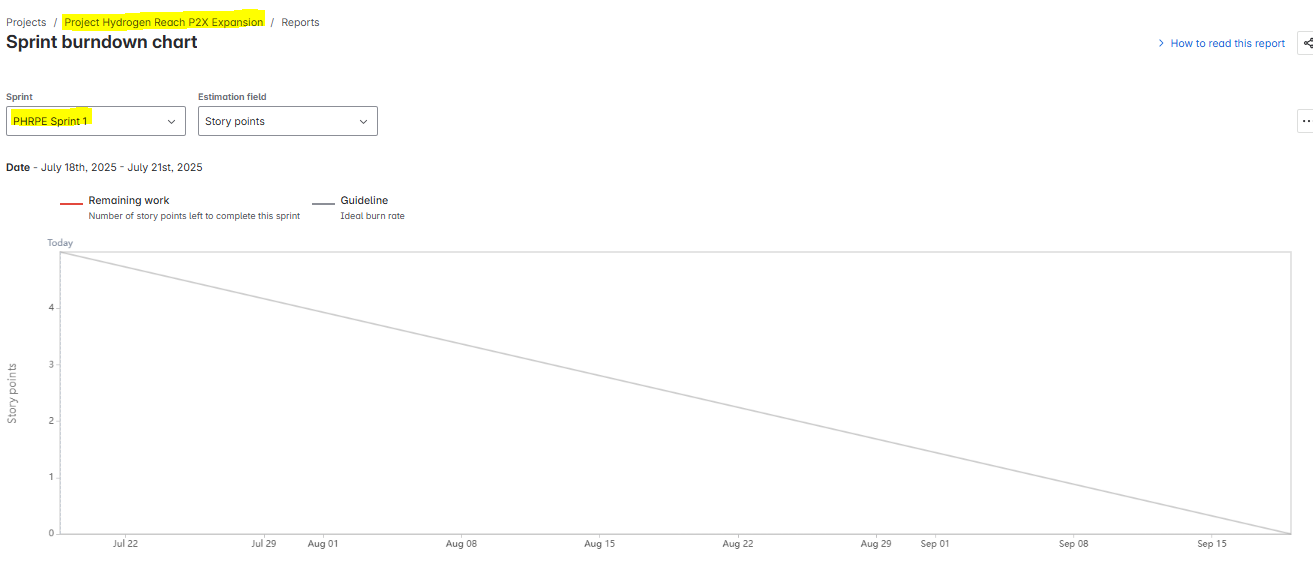 Projects / Project Hydrogen Reach P2X Expansion / Reports
Sprint burndown chart
How to read this report
Sprint
Estimation field
PHRPE Sprint 1
Story points
Date - July 18th, 2025 - July 21st, 2025
Remaining work
Number of story points left to complete this sprint
Guideline
Ideal burn rate
Today
4
3
2
1
0
Story points
Jul 22 Jul 29 Aug 01 Aug 08 Aug 15 Aug 22 Aug 29 Sep 01 Sep 08 Sep 15